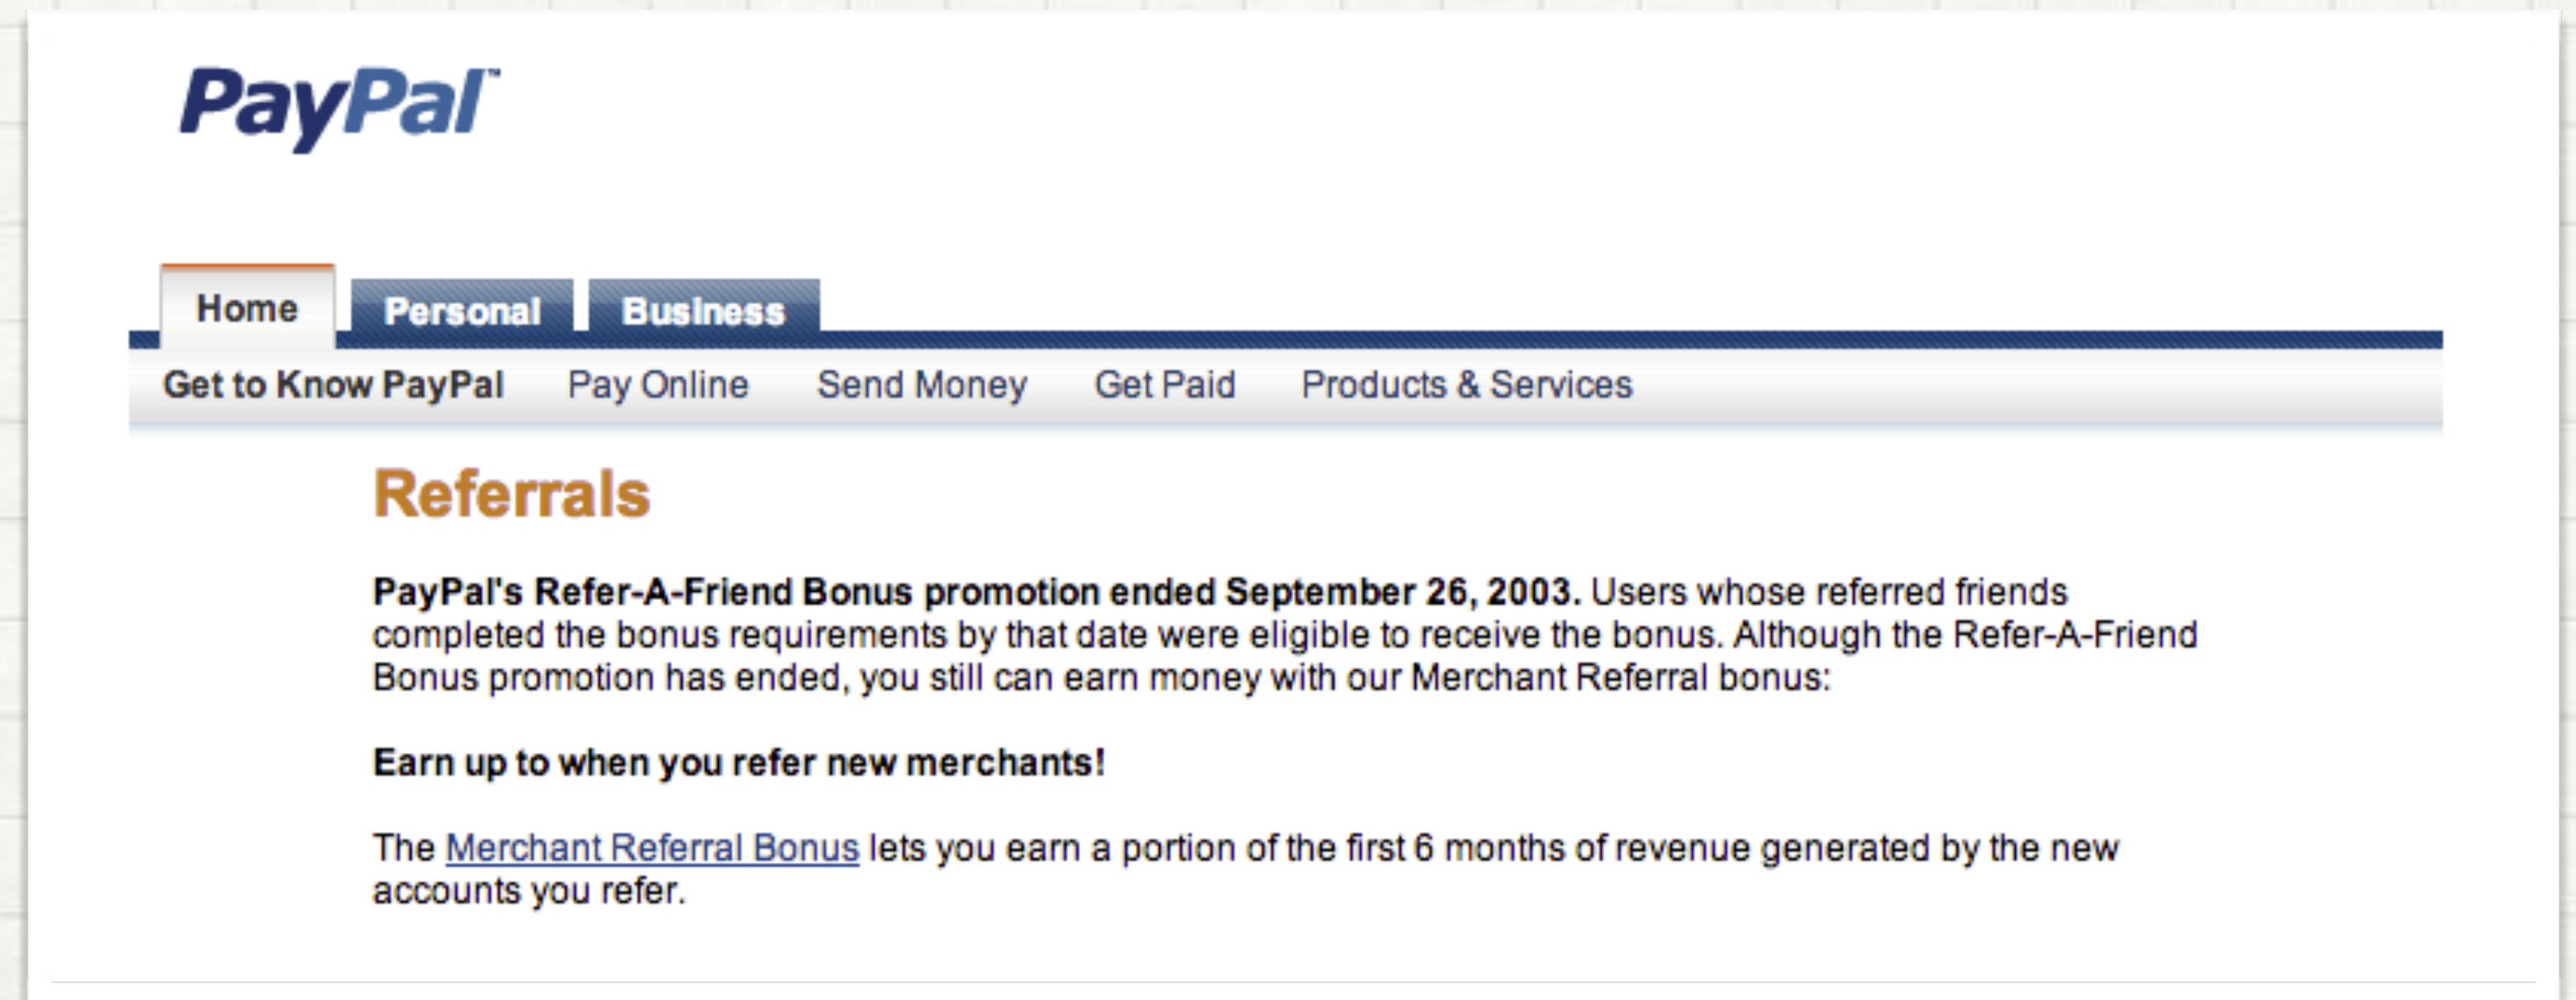 PayPal™
Home Personal Business
Get to Know PayPal Pay Online Send Money Get Paid Products & Services
Referrals
PayPal's Refer-A-Friend Bonus promotion ended September 26, 2003. Users whose referred friends
completed the bonus requirements by that date were eligible to receive the bonus. Although the Refer-A-Friend
Bonus promotion has ended, you still can earn money with our Merchant Referral bonus:
Earn up to when you refer new merchants!
The Merchant Referral Bonus lets you earn a portion of the first 6 months of revenue generated by the new
accounts you refer.